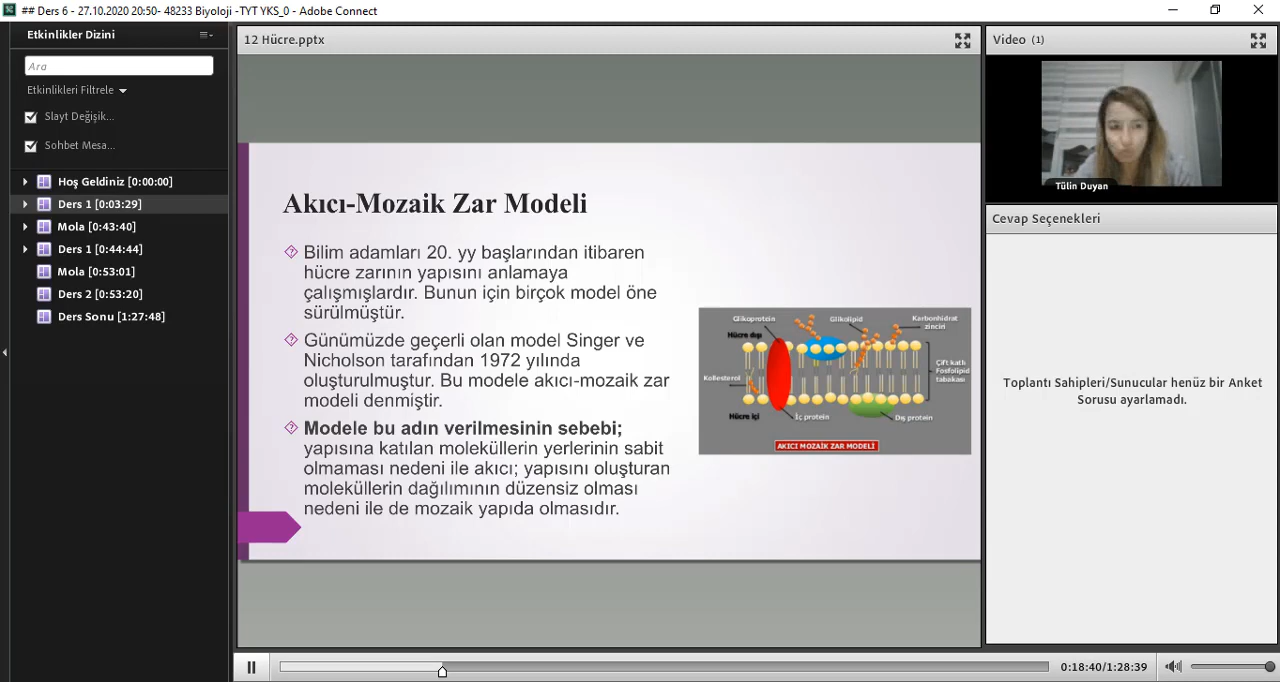 ## Ders 6 - 27.10.2020 20:50- 48233 Biyoloji -TYT YKS_0 - Adobe Connect
Etkinlikler Dizini
Ara
Etkinlikleri Filtrele
Slayt Değişik...
Sohbet Mesa...
Hoş Geldiniz [0:00:00]
Ders 1 [0:03:29]
Mola [0:43:40]
Ders 1 [0:44:44]
Mola [0:53:01]
Ders 2 [0:53:20]
Ders Sonu [1:27:48]
12 Hücre.pptx
Akıcı-Mozaik Zar Modeli
Bilim adamları 20. yy başlarından itibaren
hücre zarının yapısını anlamaya
çalışmışlardır. Bunun için birçok model öne
sürülmüştür.
Günümüzde geçerli olan model Singer ve
Nicholson tarafından 1972 yılında
oluşturulmuştur. Bu modele akıcı-mozaik zar
modeli denmiştir.
Modele bu adın verilmesinin sebebi;
yapısına katılan moleküllerin yerlerinin sabit
olmaması nedeni ile akıcı; yapısını oluşturan
moleküllerin dağılımının düzensiz olması
nedeni ile de mozaik yapıda olmasıdır.
Glikoprotein
Glikolipid
Karbonhidrat
zinciri
Hücre dışı
Kollesterol
Çift katlı
Fosfolipid
tabakası
Hücre içi
İç protein
Dış protein
AKICI MOZAİK ZAR MODELİ
Video (1)
Tülin Duyan
Cevap Seçenekleri
Toplantı Sahipleri/Sunucular henüz bir Anket
Sorusu ayarlamadı.
0:18:40/1:28:39